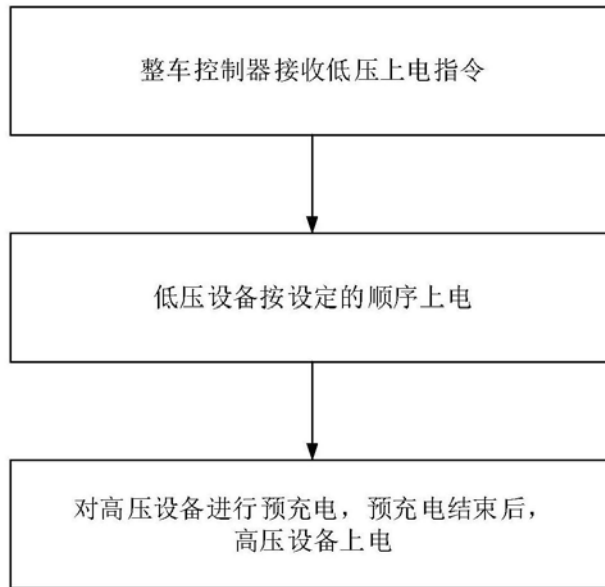 整车控制器接收低压上电指令
低压设备按设定的顺序上电
对高压设备进行预充电，预充电结束后，
高压设备上电